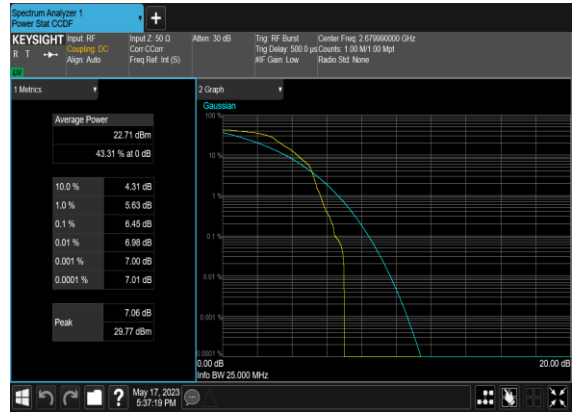 Spectrum Analyzer 1
Power Stat CCDF
+
KEYSIGHT
R T
Input: RF
Coupling: DC
Align: Auto
Input Z: 50 Ω
Corr CCorr
Freq Ref: Int (S)
Atten: 30 dB
Trig: RF Burst
Trig Delay: 500.0 µs
#IF Gain: Low
Center Freq: 2.679990000 GHz
Counts: 1.00 M/1.00 Mpt
Radio Std: None
1 Metrics
Average Power
22.71 dBm
43.31 % at 0 dB
10.0 % 4.31 dB
1.0 % 5.63 dB
0.1 % 6.45 dB
0.01 % 6.98 dB
0.001 % 7.00 dB
0.0001 % 7.01 dB
Peak
7.06 dB
29.77 dBm
2 Graph
Gaussian
100 %
10 %
1 %
0.1 %
0.01 %
0.001 %
0.0001 %
0.00 dB
20.00 dB
Info BW 25.000 MHz
?
May 17, 2023
5:37:19 PM